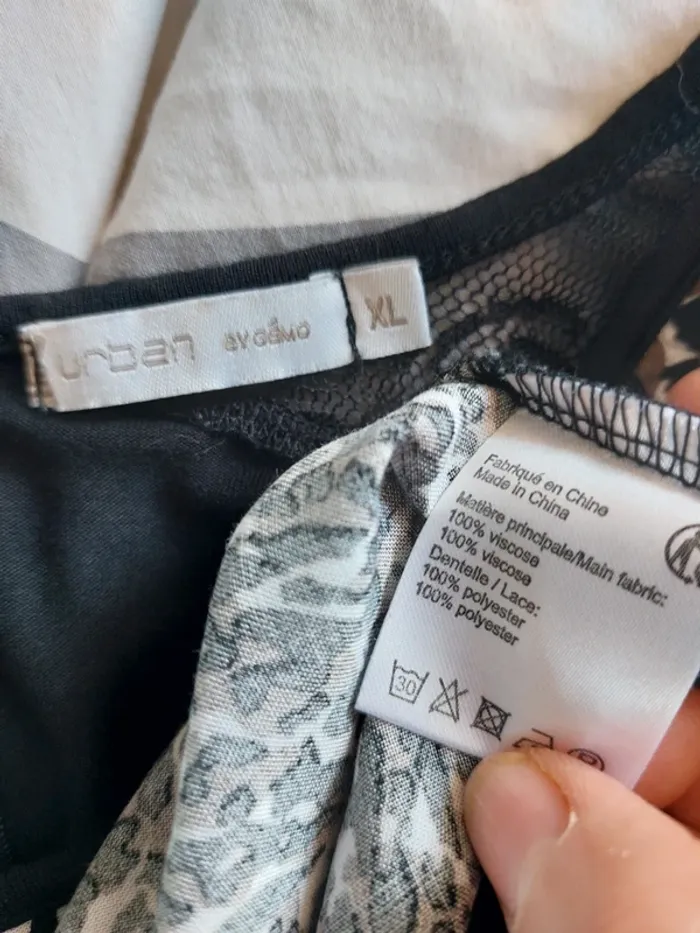 urban BY GÉMO
XL
Fabriqué en Chine
Made in China
Matière principale/Main fabric:
100% viscose
100% viscose
Dentelle / Lace:
100% polyester
100% polyester
30